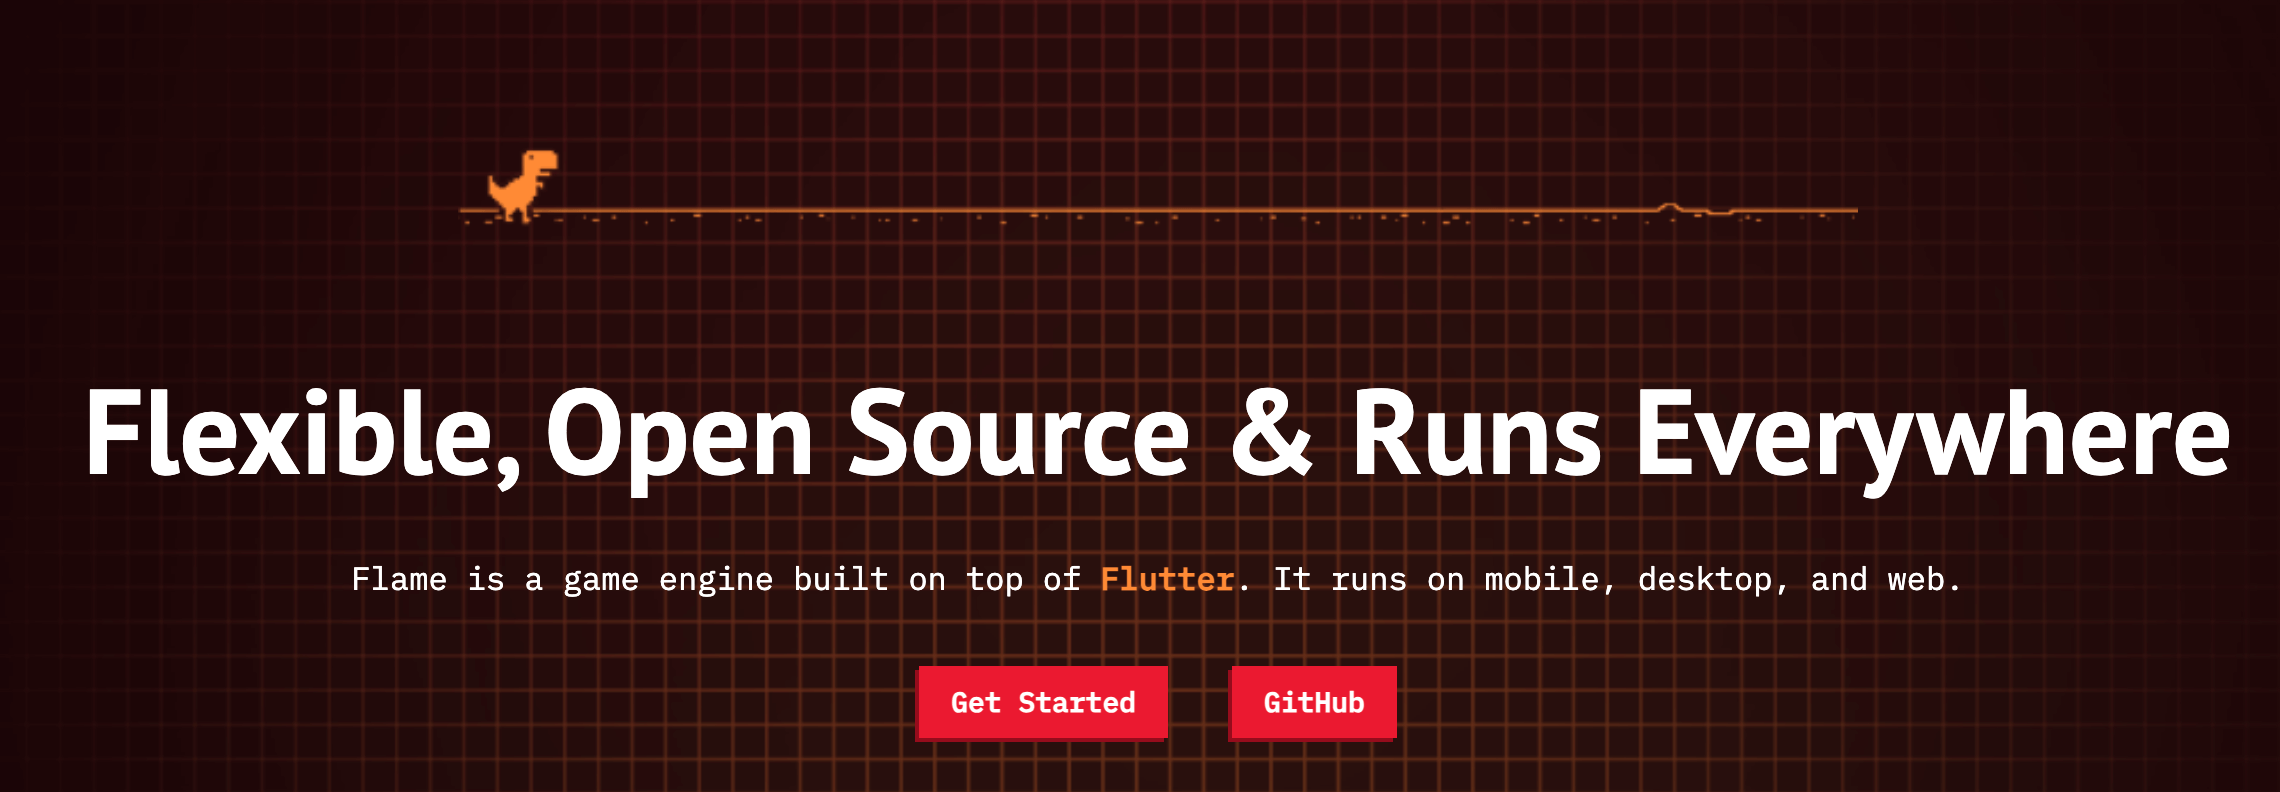 Flexible, Open Source & Runs Everywhere
Flame is a game engine built on top of Flutter. It runs on mobile, desktop, and web.
Get Started
GitHub